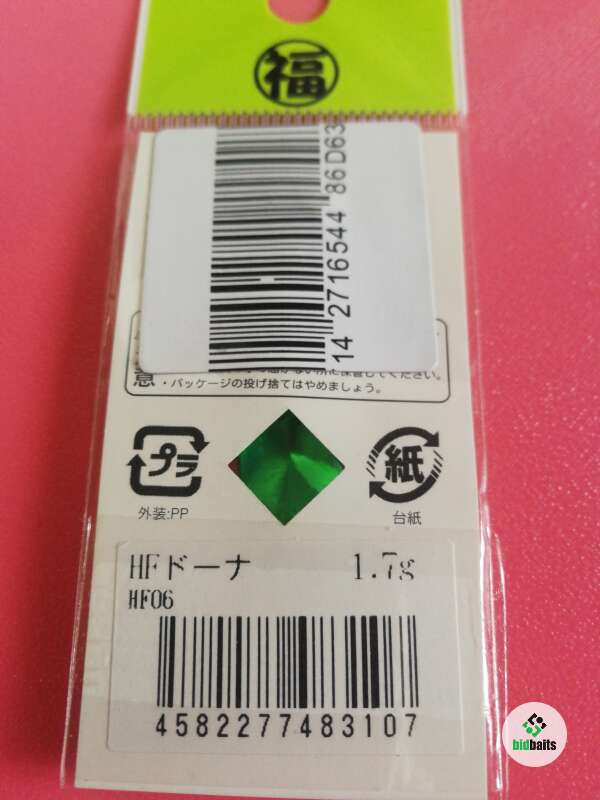 福
14 2716544 86D63
意
・パッケージの投げ捨てはやめましょう。
プラ
紙
外装:PP
台紙
HFドーナ 1.7g
HF06
4582277483107
bidbaits